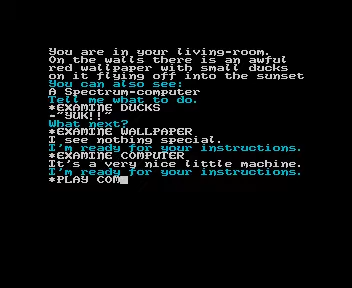 You are in your living-room.
On the walls there is an awful
red wallpaper with small ducks
on it flying off into the sunset
You can also see:
A Spectrum-computer
Tell me what to do.
*EXAMINE DUCKS
-"YUK!!"
What next?
*EXAMINE WALLPAPER
I see nothing special.
I'm ready for your instructions.
*EXAMINE COMPUTER
It's a very nice little machine.
I'm ready for your instructions.
*PLAY COM